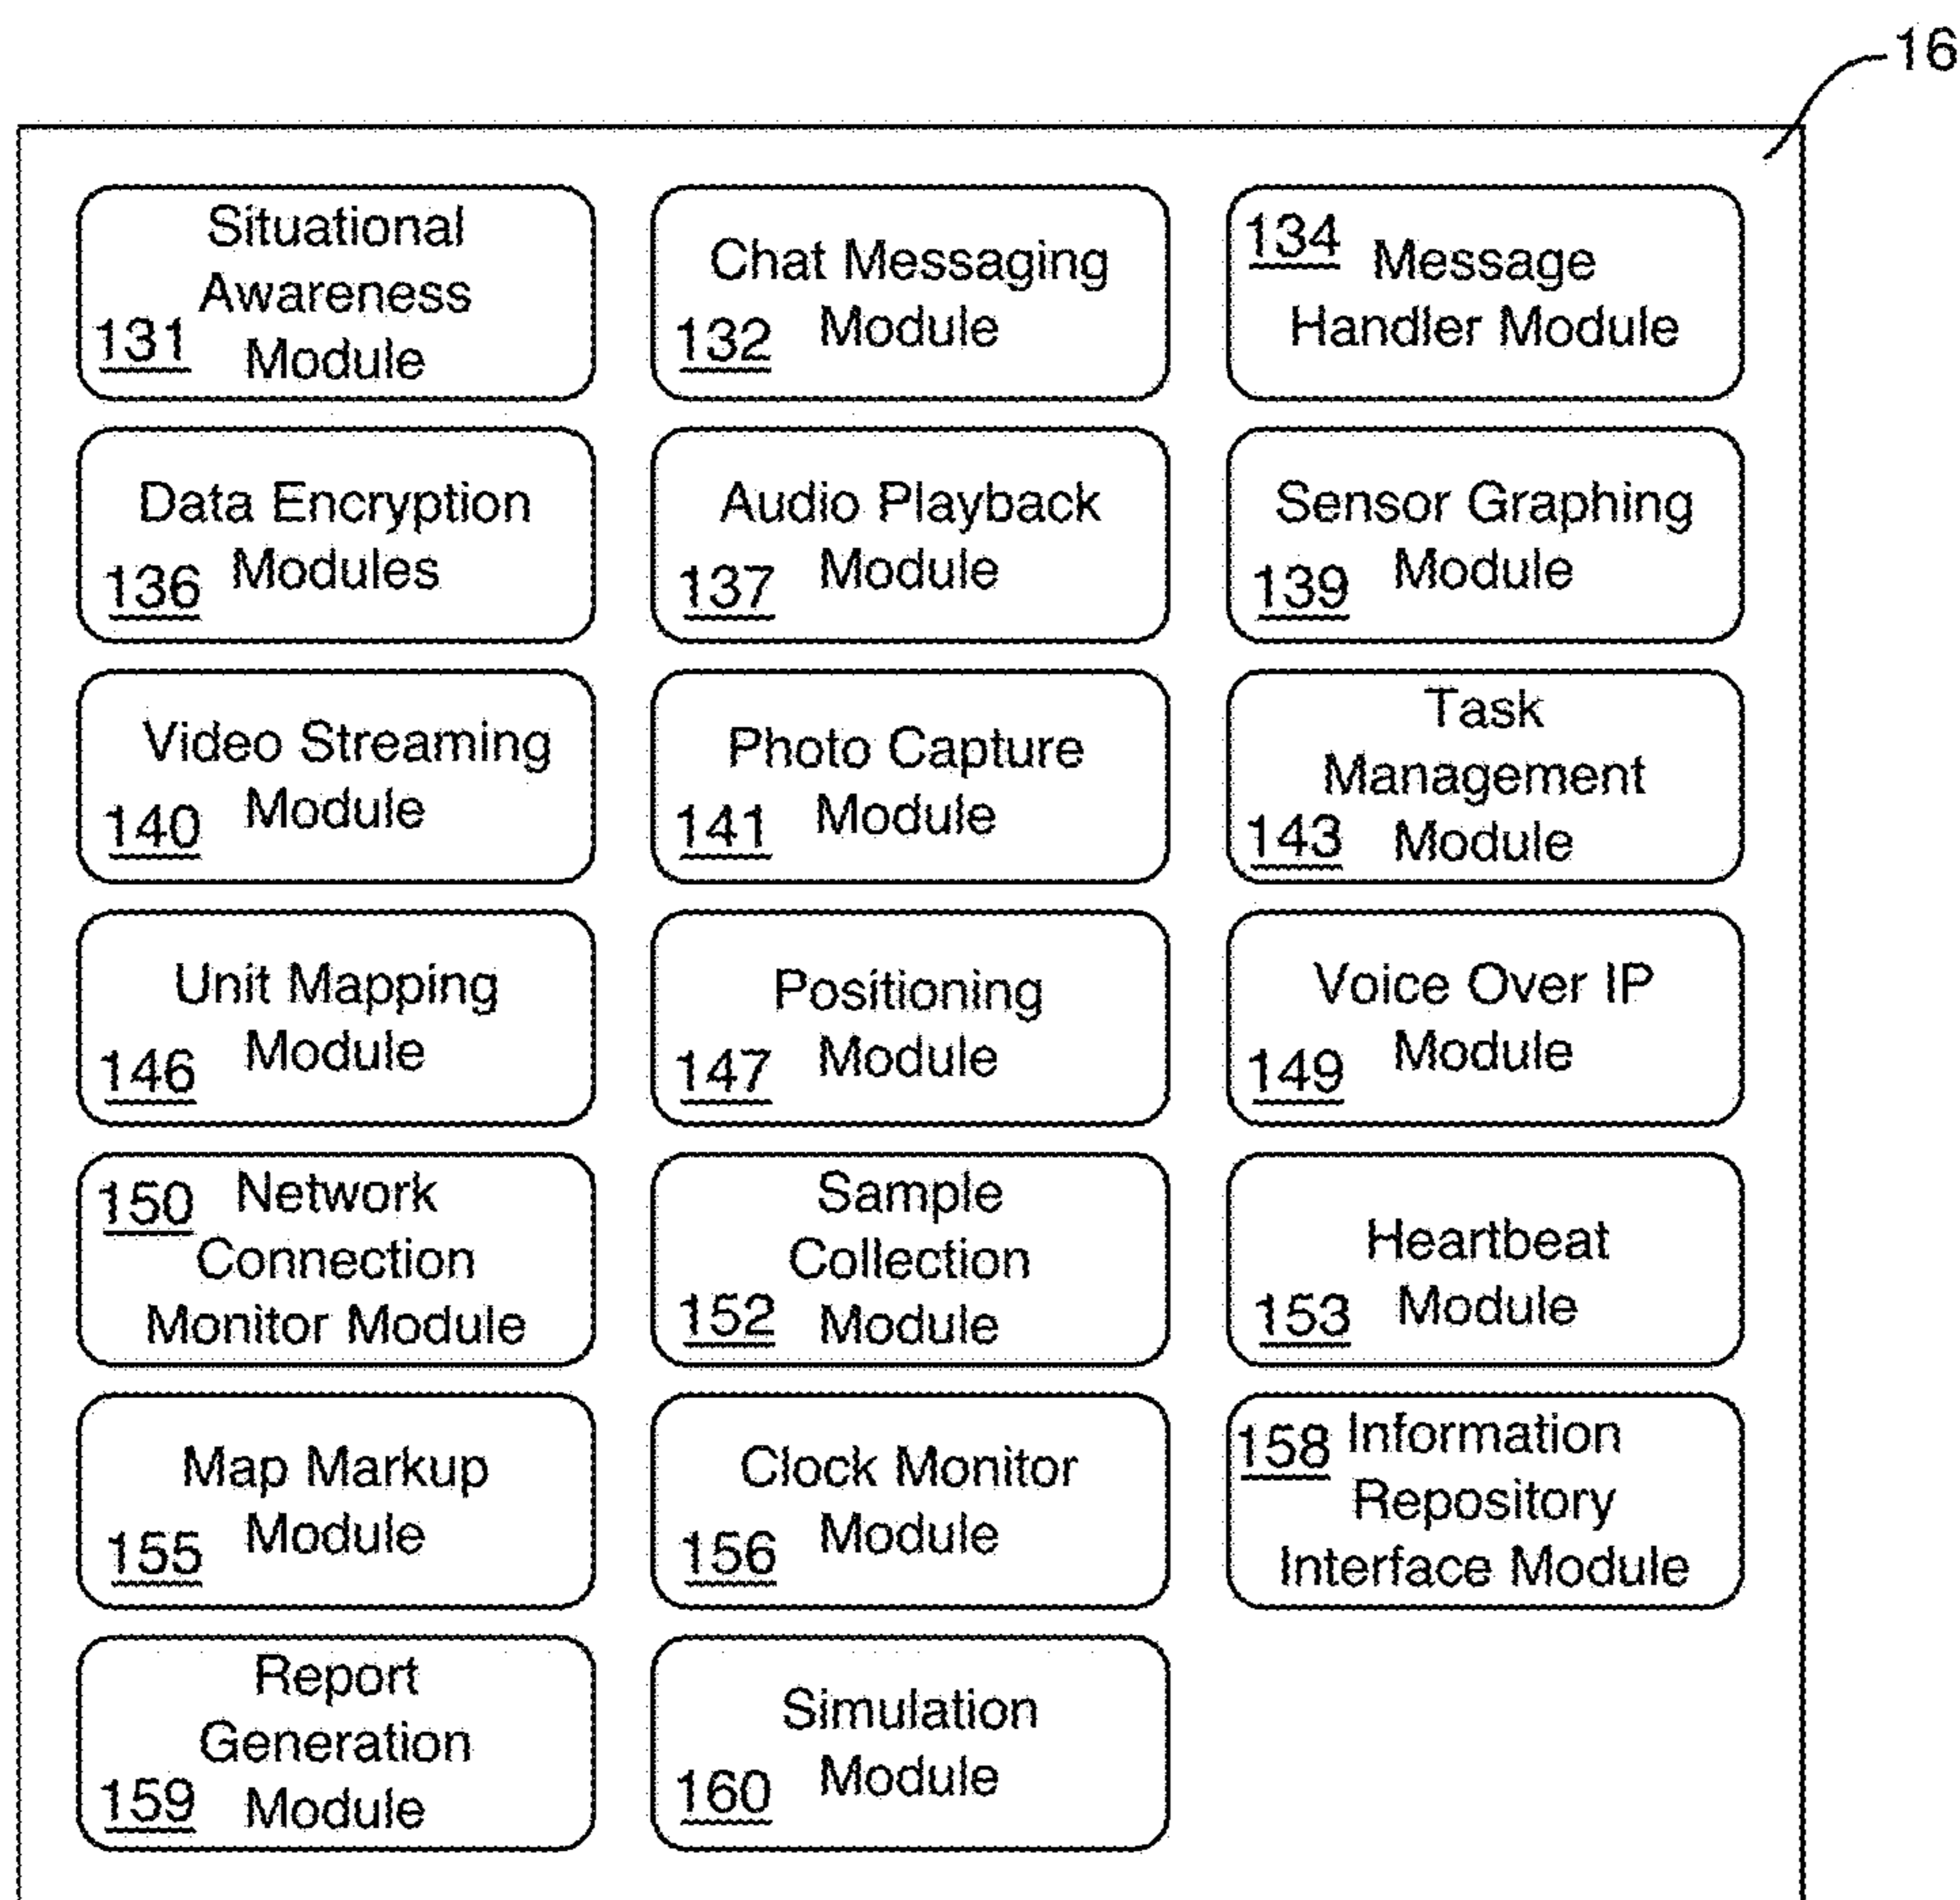 16
Situational
Awareness
131 Module
Chat Messaging
132 Module
134 Message
Handler Module
Data Encryption
136 Modules
Audio Playback
137 Module
Sensor Graphing
139 Module
Video Streaming
140 Module
Photo Capture
141 Module
Task
Management
143 Module
Unit Mapping
146 Module
Positioning
147 Module
Voice Over IP
149 Module
150 Network
Connection
Monitor Module
Sample
Collection
152 Module
Heartbeat
153 Module
Map Markup
155 Module
Clock Monitor
156 Module
158 Information
Repository
Interface Module
Report
Generation
159 Module
Simulation
160 Module